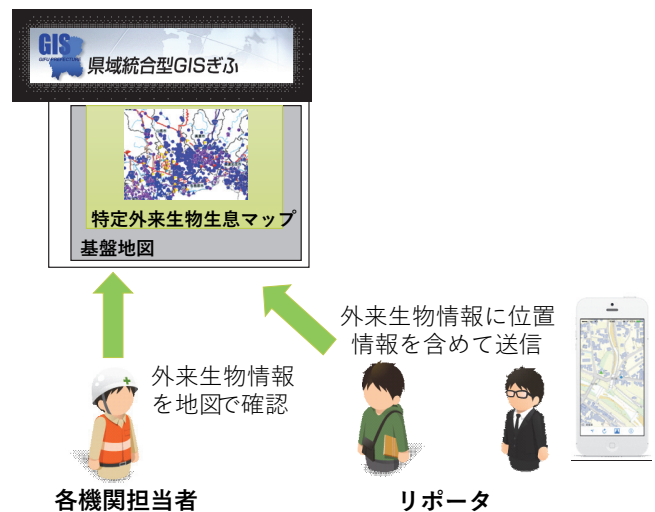 GIS
GIFU PREFECTURE
県域統合型GISぎふ
特定外来生物生息マップ
基盤地図
外来生物情報に位置
情報を含めて送信
外来生物情報
を地図で確認
各機関担当者
リポータ